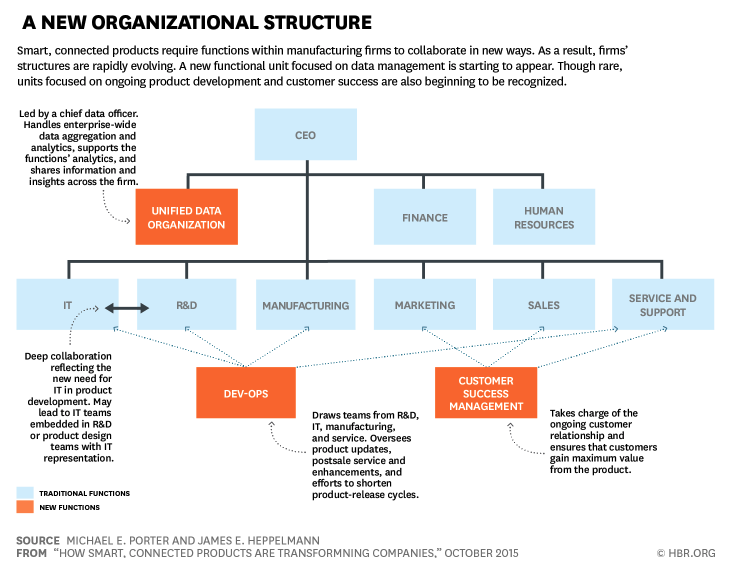 A NEW ORGANIZATIONAL STRUCTURE
Smart, connected products require functions within manufacturing firms to collaborate in new ways. As a result, firms'
structures are rapidly evolving. A new functional unit focused on data management is starting to appear. Though rare,
units focused on ongoing product development and customer success are also beginning to be recognized.
Led by a chief data officer.
Handles enterprise-wide
data aggregation and
analytics, supports the
functions' analytics, and
shares information and
insights across the firm.
CEO
UNIFIED DATA
ORGANIZATION
FINANCE
HUMAN
RESOURCES
IT
R&D
MANUFACTURING
MARKETING
SALES
SERVICE AND
SUPPORT
Deep collaboration
reflecting the
new need for
IT in product
development. May
lead to IT teams
embedded in R&D
or product design
teams with IT
representation.
DEV-OPS
Draws teams from R&D,
IT, manufacturing,
and service. Oversees
product updates,
postsale service and
enhancements, and
efforts to shorten
product-release cycles.
CUSTOMER
SUCCESS
MANAGEMENT
Takes charge of the
ongoing customer
relationship and
ensures that customers
gain maximum value
from the product.
TRADITIONAL FUNCTIONS
NEW FUNCTIONS
SOURCE MICHAEL E. PORTER AND JAMES E. HEPPELMANN
FROM "HOW SMART, CONNECTED PRODUCTS ARE TRANSFORMNING COMPANIES," OCTOBER 2015
© HBR.ORG